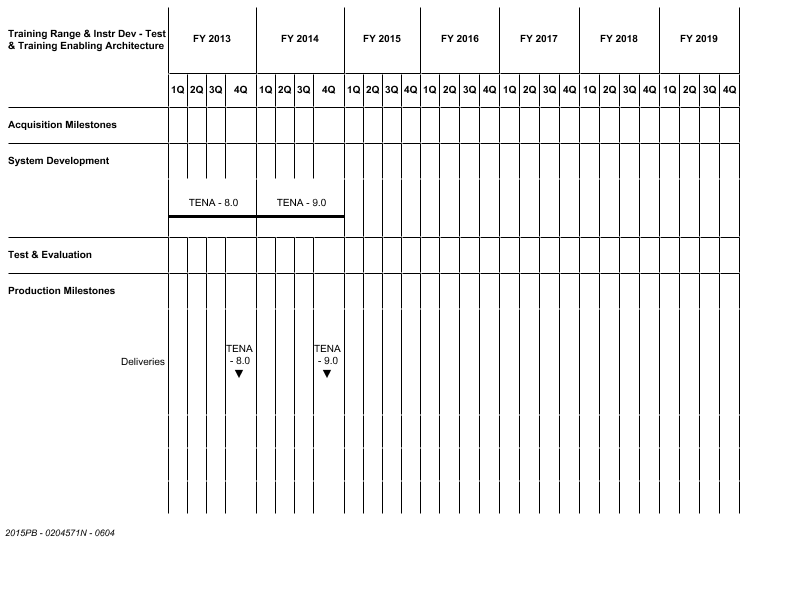 Training Range & Instr Dev - Test
& Training Enabling Architecture
FY 2013 FY 2014 FY 2015 FY 2016 FY 2017 FY 2018 FY 2019
1Q 2Q 3Q 4Q 1Q 2Q 3Q 4Q 1Q 2Q 3Q 4Q 1Q 2Q 3Q 4Q 1Q 2Q 3Q 4Q 1Q 2Q 3Q 4Q 1Q 2Q 3Q 4Q
Acquisition Milestones
System Development
TENA - 8.0 TENA - 9.0
Test & Evaluation
Production Milestones
Deliveries
TENA
- 8.0
TENA
- 9.0
2015PB - 0204571N - 0604